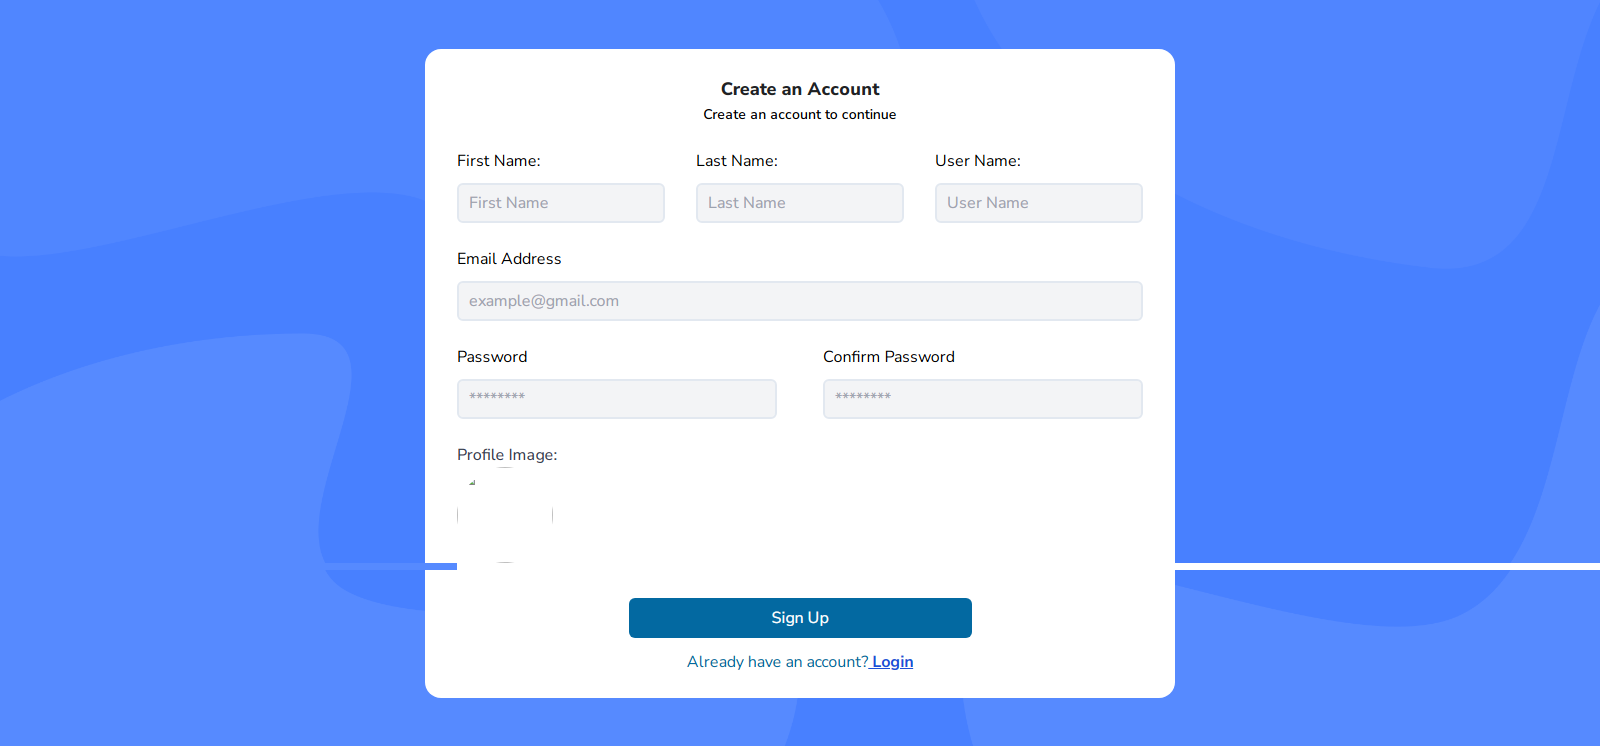 Create an Account
Create an account to continue
First Name: Last Name: User Name:
First Name Last Name User Name
Email Address
example@gmail.com
Password Confirm Password
******** ********
Profile Image:
Sign Up
Already have an account? Login